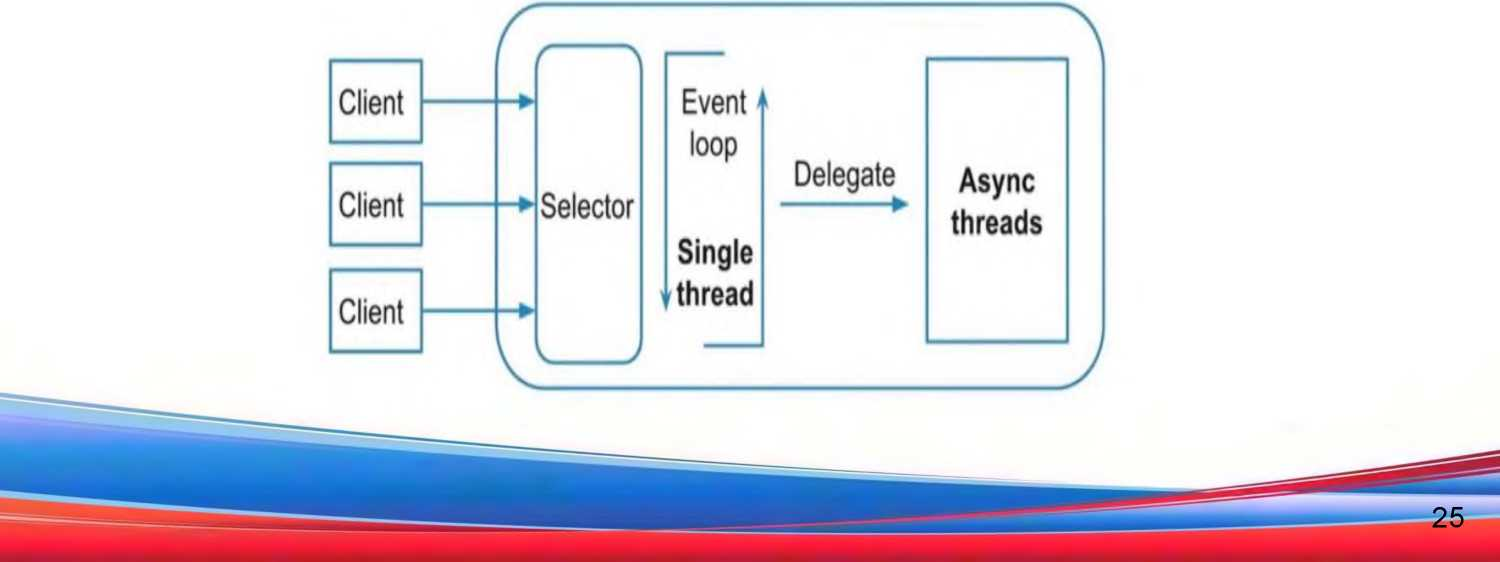 Client
Client
Client
Selector
Event
loop
Single
thread
Delegate
Async
threads
25